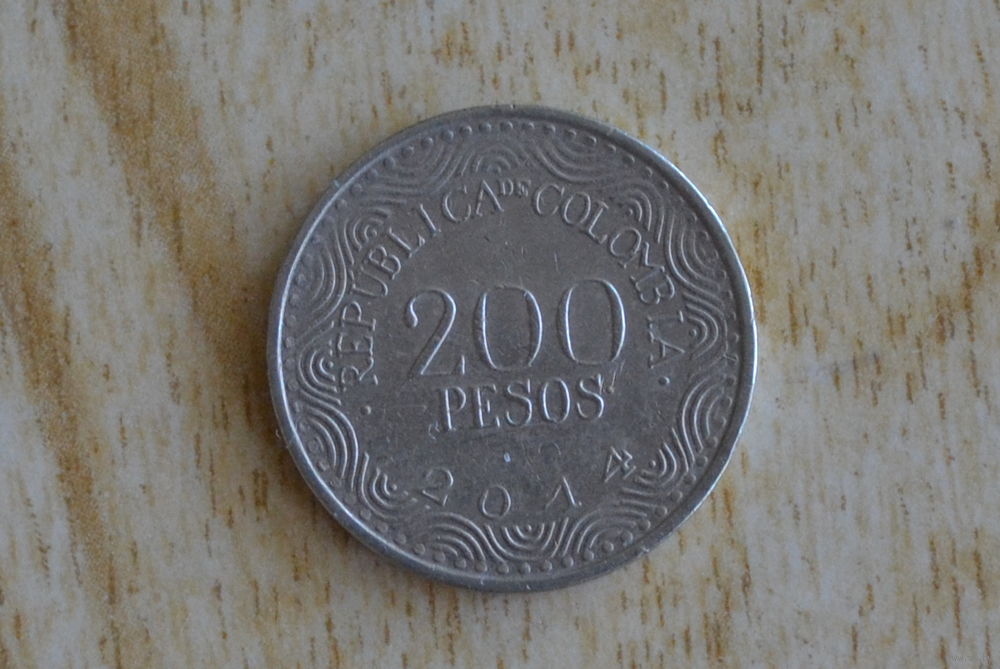 REPUBLICA DE COLOMBIA
200
PESOS
2014